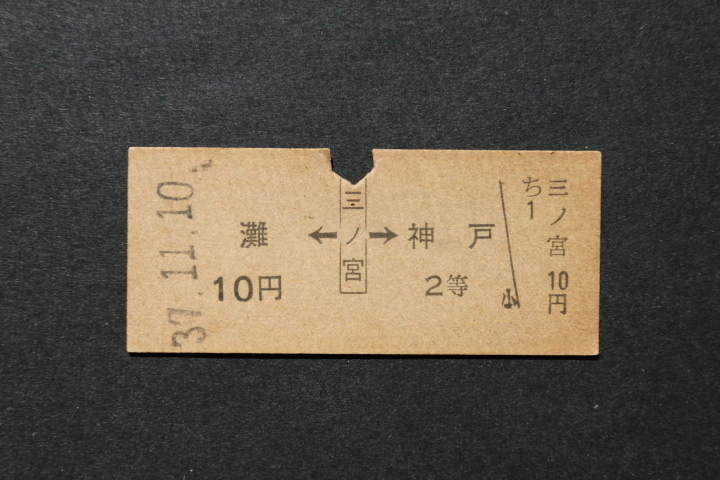 37.11.10
灘 ← 三ノ宮 → 神戸
10円 2等
小
ち1
三ノ宮 10円